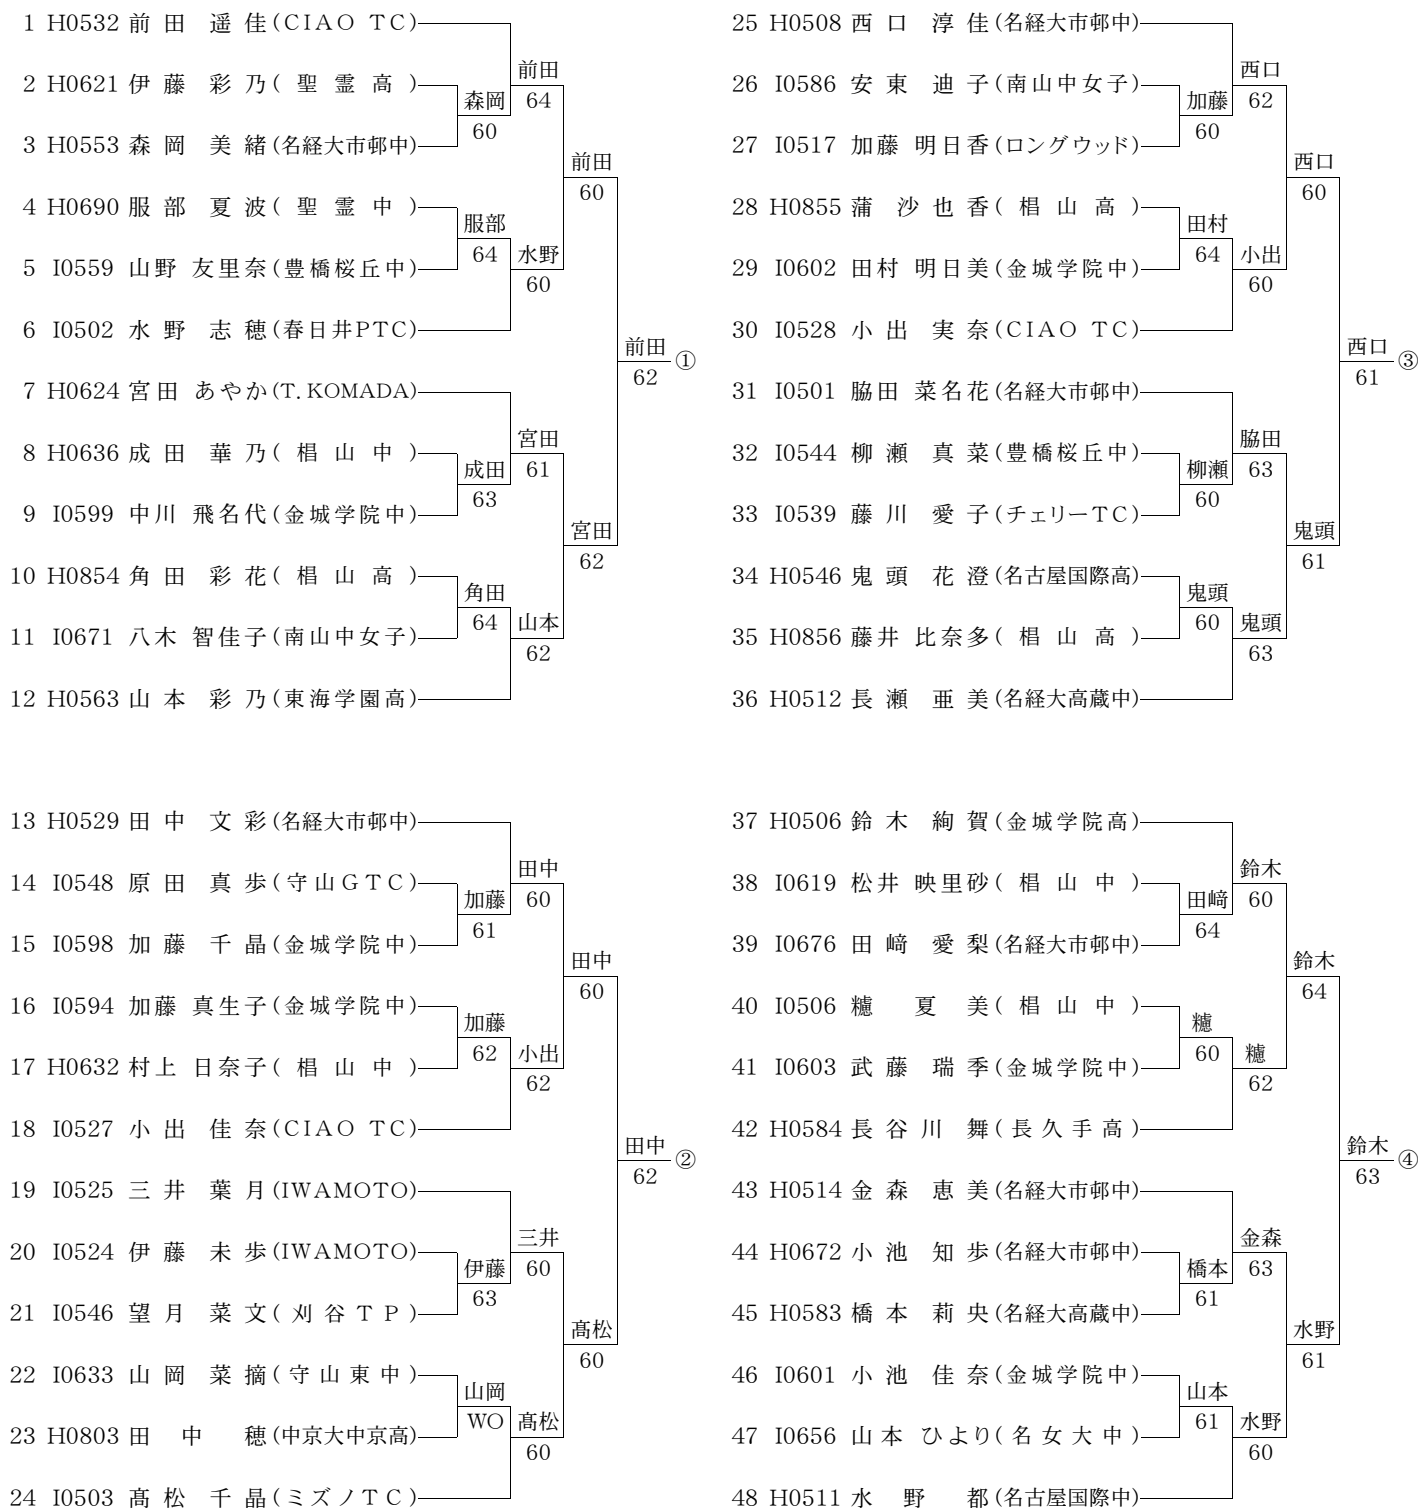 1 H0532 前田 遥佳(CIAO TC)
前田
2 H0621 伊藤 彩乃(聖霊高)
森岡 64
60
3 H0553 森岡 美緒(名経大市邨中)
前田
60
4 H0690 服部 夏波(聖霊中)
服部
64 水野
5 I0559 山野 友里奈(豊橋桜丘中)
60
6 I0502 水野 志穂(春日井PTC)
前田 ①
62
7 H0624 宮田 あやか(T.KOMADA)
宮田
8 H0636 成田 華乃(椙山中)
成田 61
63
9 I0599 中川 飛名代(金城学院中)
宮田
62
10 H0854 角田 彩花(椙山高)
角田
64 山本
11 I0671 八木 智佳子(南山中女子)
62
12 H0563 山本 彩乃(東海学園高)
13 H0529 田中 文彩(名経大市邨中)
田中
14 I0548 原田 真歩(守山GTC)
加藤 60
61
15 I0598 加藤 千晶(金城学院中)
田中
60
16 I0594 加藤 真生子(金城学院中)
加藤
62 小出
17 H0632 村上 日奈子(椙山中)
62
18 I0527 小出 佳奈(CIAO TC)
田中 ②
62
19 I0525 三井 葉月(IWAMOTO)
三井
20 I0524 伊藤 未歩(IWAMOTO)
伊藤 60
63
21 I0546 望月 菜文(刈谷TP)
髙松
60
22 I0633 山岡 菜摘(守山東中)
山岡
WO 髙松
23 H0803 田中 穂(中京大中京高)
60
24 I0503 髙松 千晶(ミズノTC)
25 H0508 西口 淳佳(名経大市邨中)
西口
26 I0586 安東 迪子(南山中女子)
加藤 62
60
27 I0517 加藤 明日香(ロングウッド)
西口
60
28 H0855 蒲 沙也香(椙山高)
田村
64 小出
29 I0602 田村 明日美(金城学院中)
60
30 I0528 小出 実奈(CIAO TC)
西口 ③
61
31 I0501 脇田 菜名花(名経大市邨中)
脇田
32 I0544 柳瀬 真菜(豊橋桜丘中)
柳瀬 63
60
33 I0539 藤川 愛子(チェリーTC)
鬼頭
61
34 H0546 鬼頭 花澄(名古屋国際高)
鬼頭
60 鬼頭
35 H0856 藤井 比奈多(椙山高)
63
36 H0512 長瀬 亜美(名経大高蔵中)
37 H0506 鈴木 絢賀(金城学院高)
鈴木
38 I0619 松井 映里砂(椙山中)
田﨑 60
64
39 I0676 田﨑 愛梨(名経大市邨中)
鈴木
64
40 I0506 糟 夏美(椙山中)
糟
60 糟
41 I0603 武藤 瑞季(金城学院中)
62
42 H0584 長谷川 舞(長久手高)
鈴木 ④
63
43 H0514 金森 恵美(名経大市邨中)
金森
44 H0672 小池 知歩(名経大市邨中)
橋本 63
61
45 H0583 橋本 莉央(名経大高蔵中)
水野
61
46 I0601 小池 佳奈(金城学院中)
山本
61 水野
47 I0656 山本 ひより(名女大中)
60
48 H0511 水野 都(名古屋国際中)